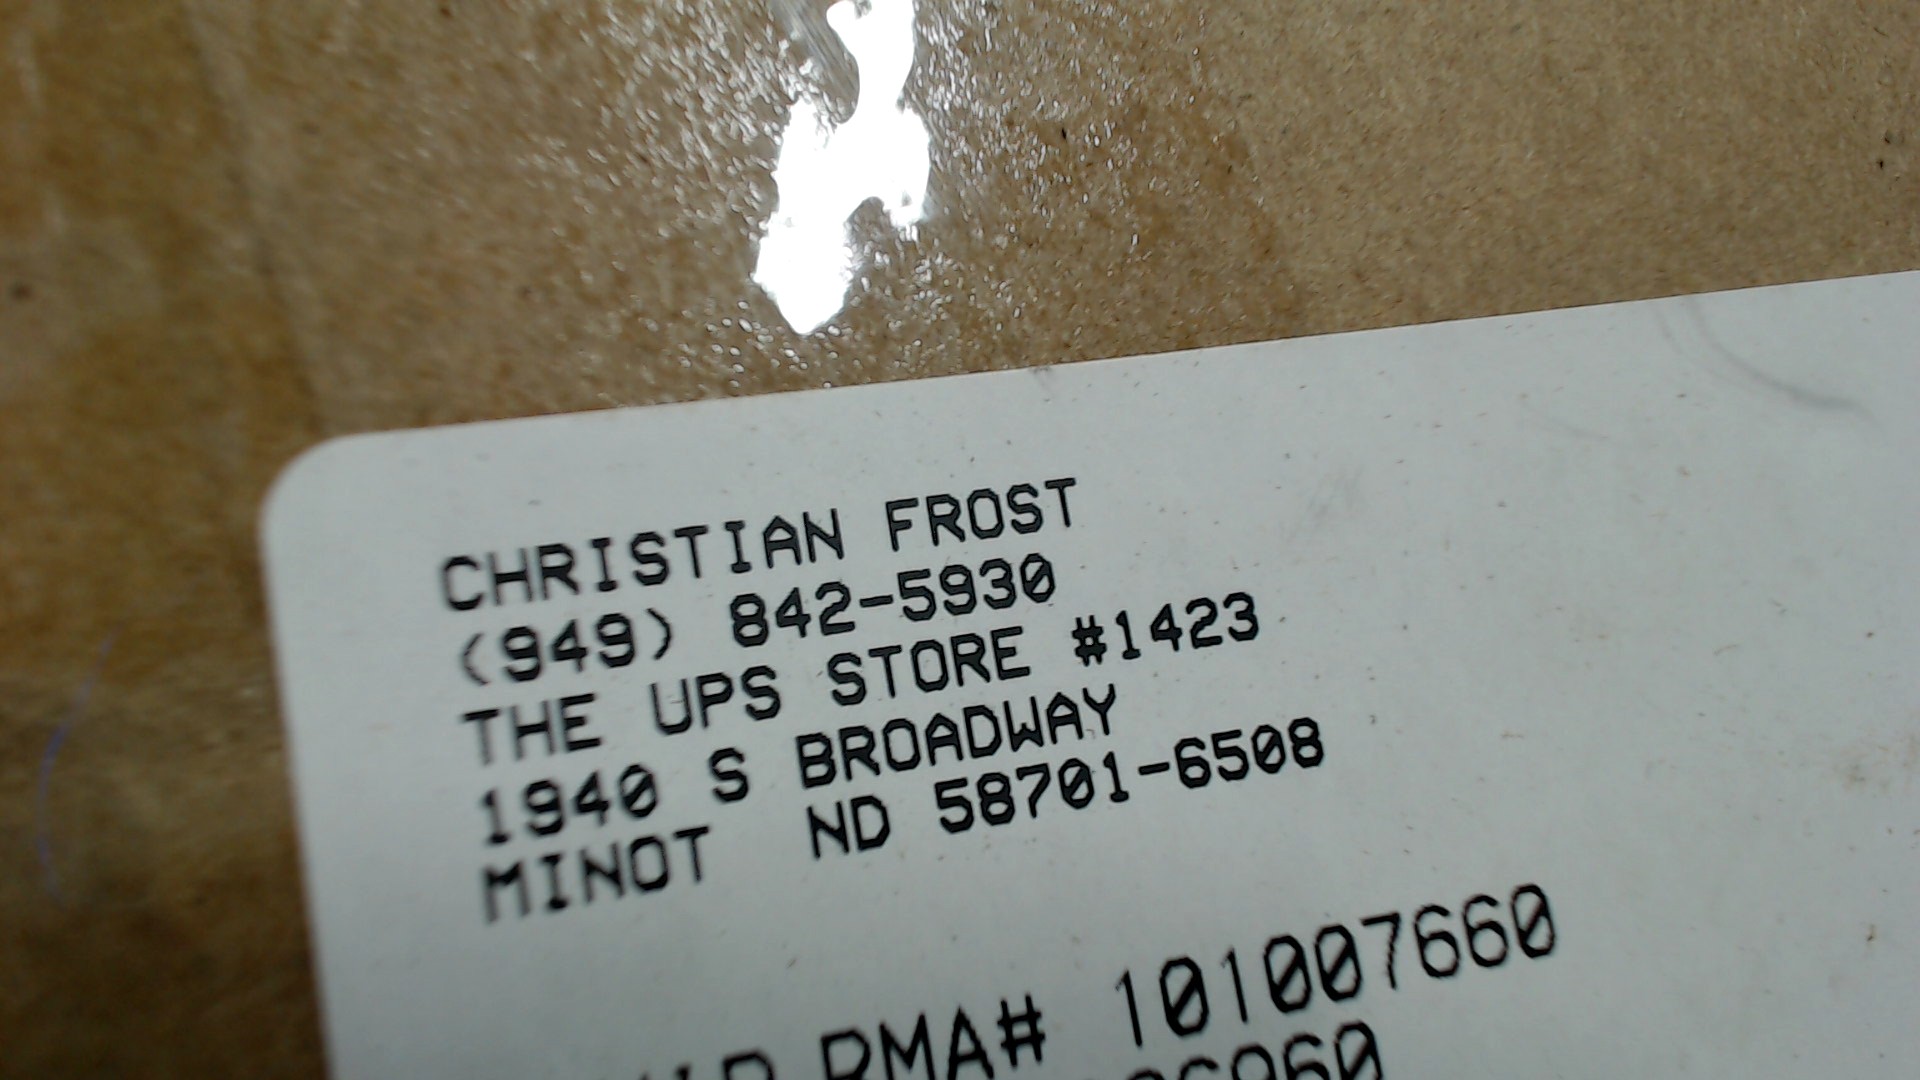 CHRISTIAN FROST
(949) 842-5930
THE UPS STORE #1423
1940 S BROADWAY
MINOT ND 58701-6508
RMA# 101007660